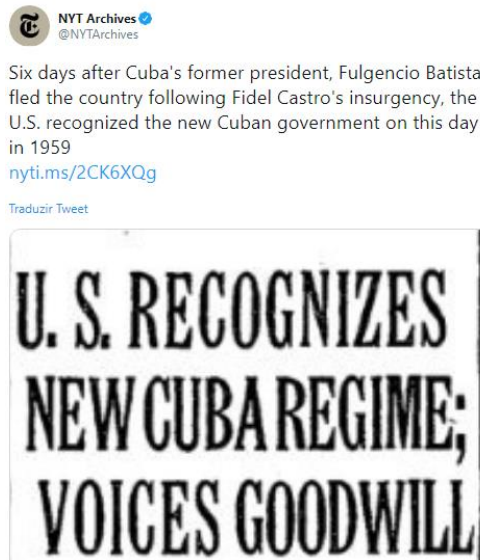 NYT Archives
@NYTArchives
Six days after Cuba's former president, Fulgencio Batista
fled the country following Fidel Castro's insurgency, the
U.S. recognized the new Cuban government on this day
in 1959
nyti.ms/2CK6XQg
Traduzir Tweet
U. S. RECOGNIZES
NEW CUBA REGIME;
VOICES GOODWILL